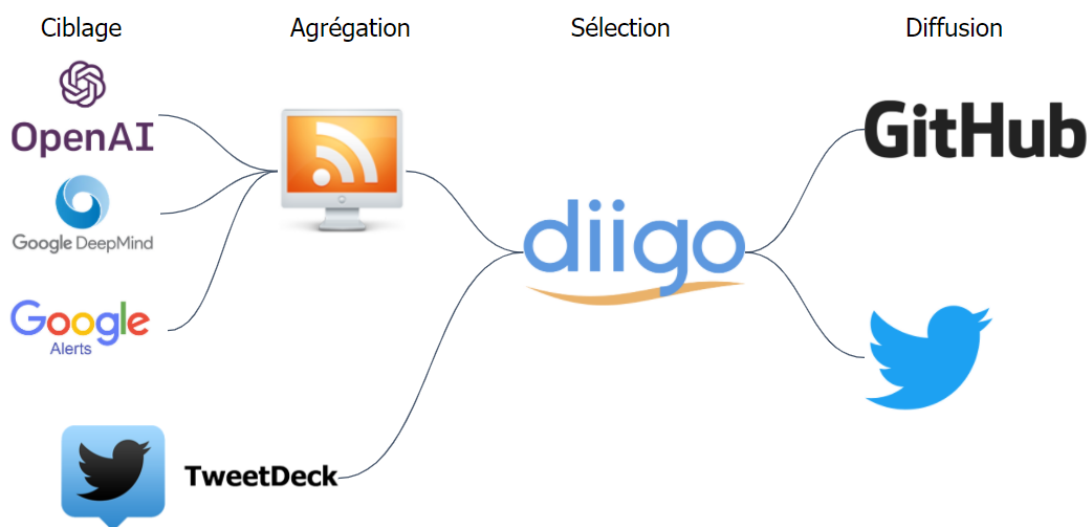 Ciblage
Agrégation
Sélection
Diffusion
OpenAI
Google DeepMind
Google
Alerts
TweetDeck
diigo
GitHub